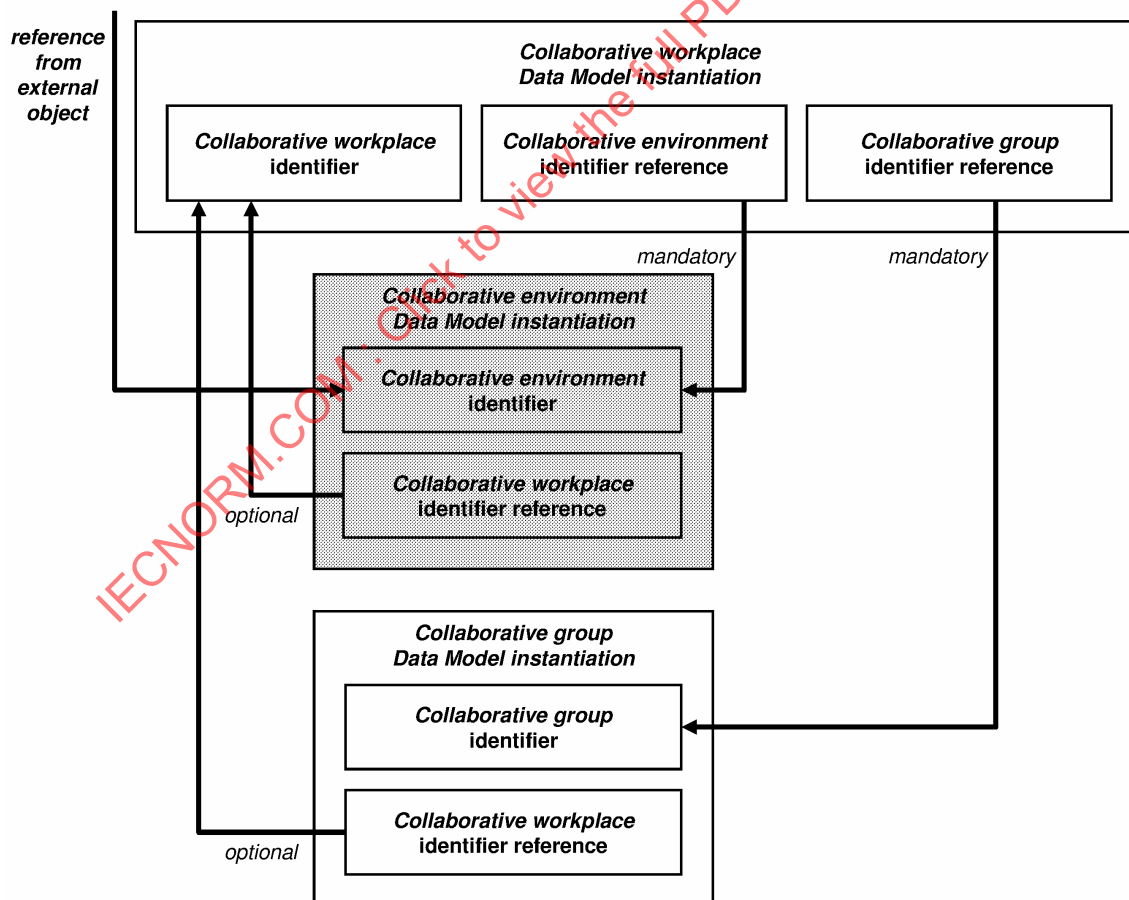 reference
from
external
object
Collaborative workplace
Data Model instantiation
Collaborative workplace
identifier
Collaborative environment
identifier reference
Collaborative group
identifier reference
mandatory
mandatory
Collaborative environment
Data Model instantiation
Collaborative environment
identifier
Collaborative workplace
identifier reference
optional
Collaborative group
Data Model instantiation
Collaborative group
identifier
Collaborative workplace
identifier reference
optional
IECNORM.COM : Click to view the full